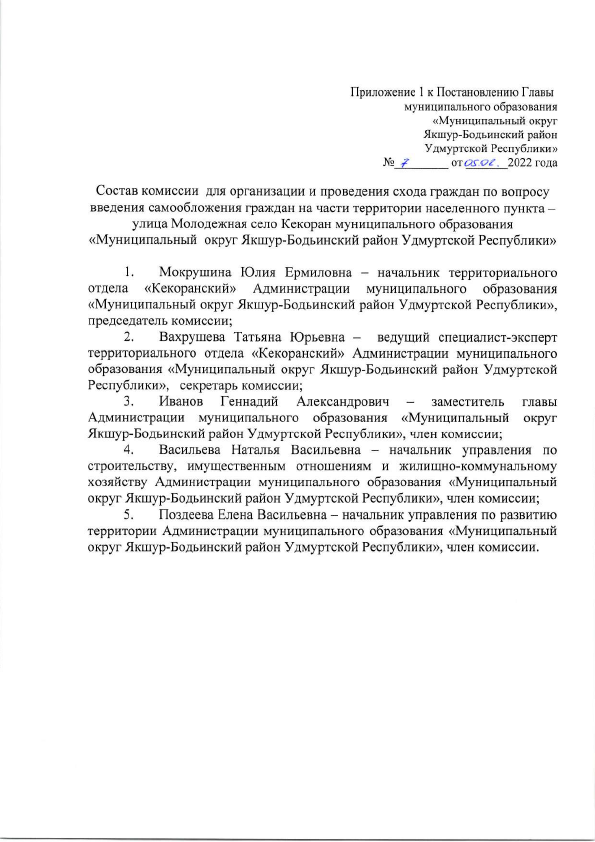 Приложение 1 к Постановлению Главы
муниципального образования
«Муниципальный округ
Якшур-Бодьинский район
Удмуртской Республики»
№ 7 от 05.08. 2022 года
Состав комиссии для организации и проведения схода граждан по вопросу
введения самообложения граждан на части территории населенного пункта –
улица Молодежная село Кекоран муниципального образования
«Муниципальный округ Якшур-Бодьинский район Удмуртской Республики»
1. Мокрушина Юлия Ермиловна – начальник территориального
отдела «Кекоранский» Администрации муниципального образования
«Муниципальный округ Якшур-Бодьинский район Удмуртской Республики»,
председатель комиссии;
2. Вахрушева Татьяна Юрьевна – ведущий специалист-эксперт
территориального отдела «Кекоранский» Администрации муниципального
образования «Муниципальный округ Якшур-Бодьинский район Удмуртской
Республики», секретарь комиссии;
3. Иванов Геннадий Александрович – заместитель главы
Администрации муниципального образования «Муниципальный округ
Якшур-Бодьинский район Удмуртской Республики», член комиссии;
4. Васильева Наталья Васильевна – начальник управления по
строительству, имущественным отношениям и жилищно-коммунальному
хозяйству Администрации муниципального образования «Муниципальный
округ Якшур-Бодьинский район Удмуртской Республики», член комиссии;
5. Поздеева Елена Васильевна – начальник управления по развитию
территории Администрации муниципального образования «Муниципальный
округ Якшур-Бодьинский район Удмуртской Республики», член комиссии.